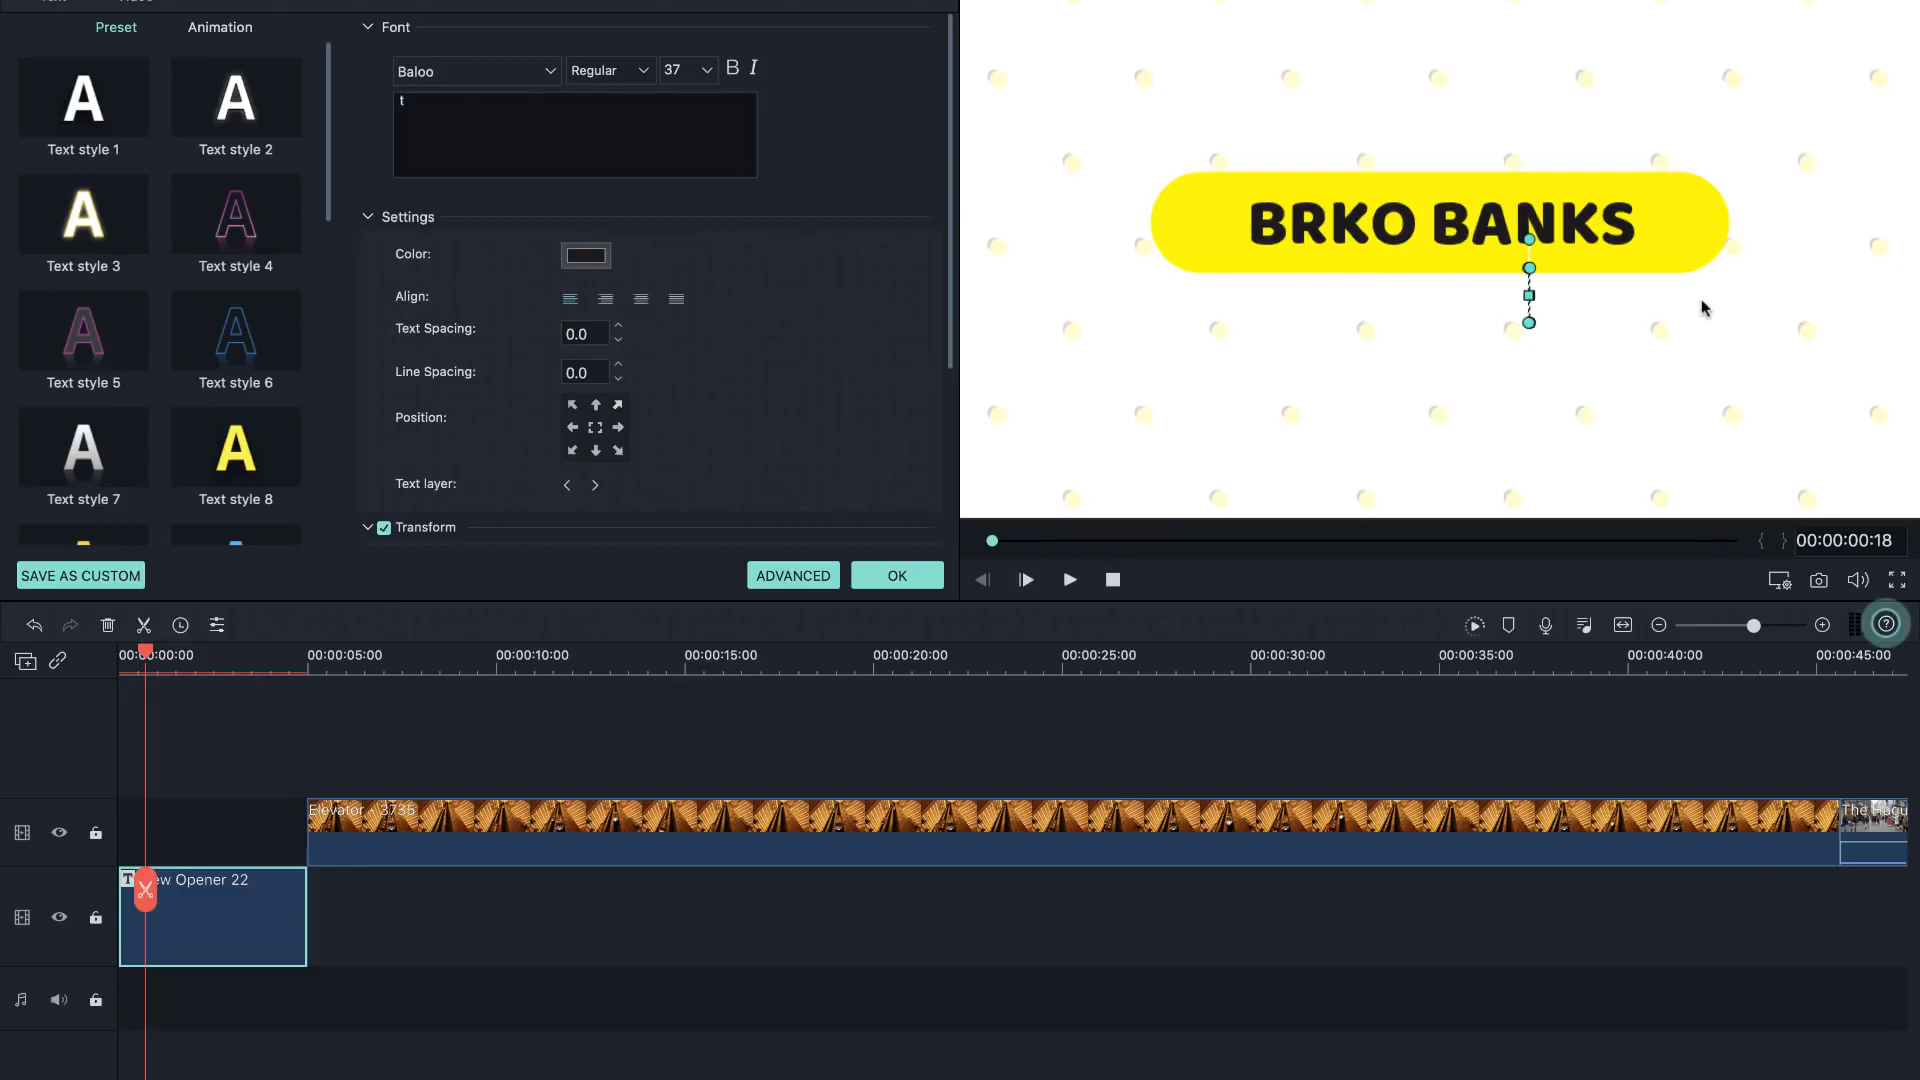 Preset
Animation
Font
Baloo
Regular
37
B I
t
A
A
Text style 1
Text style 2
A
A
Text style 3
Text style 4
A
A
Text style 5
Text style 6
A
A
Text style 7
Text style 8
Settings
Color:
Align:
Text Spacing:
0.0
Line Spacing:
0.0
Position:
Text layer:
Transform
SAVE AS CUSTOM
ADVANCED
OK
BRKO BANKS
{ }
00:00:00:18
00:00:05:00
00:00:10:00
00:00:15:00
00:00:20:00
00:00:25:00
00:00:30:00
00:00:35:00
00:00:40:00
00:00:45:00
Elevator - 3735
The Hagu
T
ew Opener 22